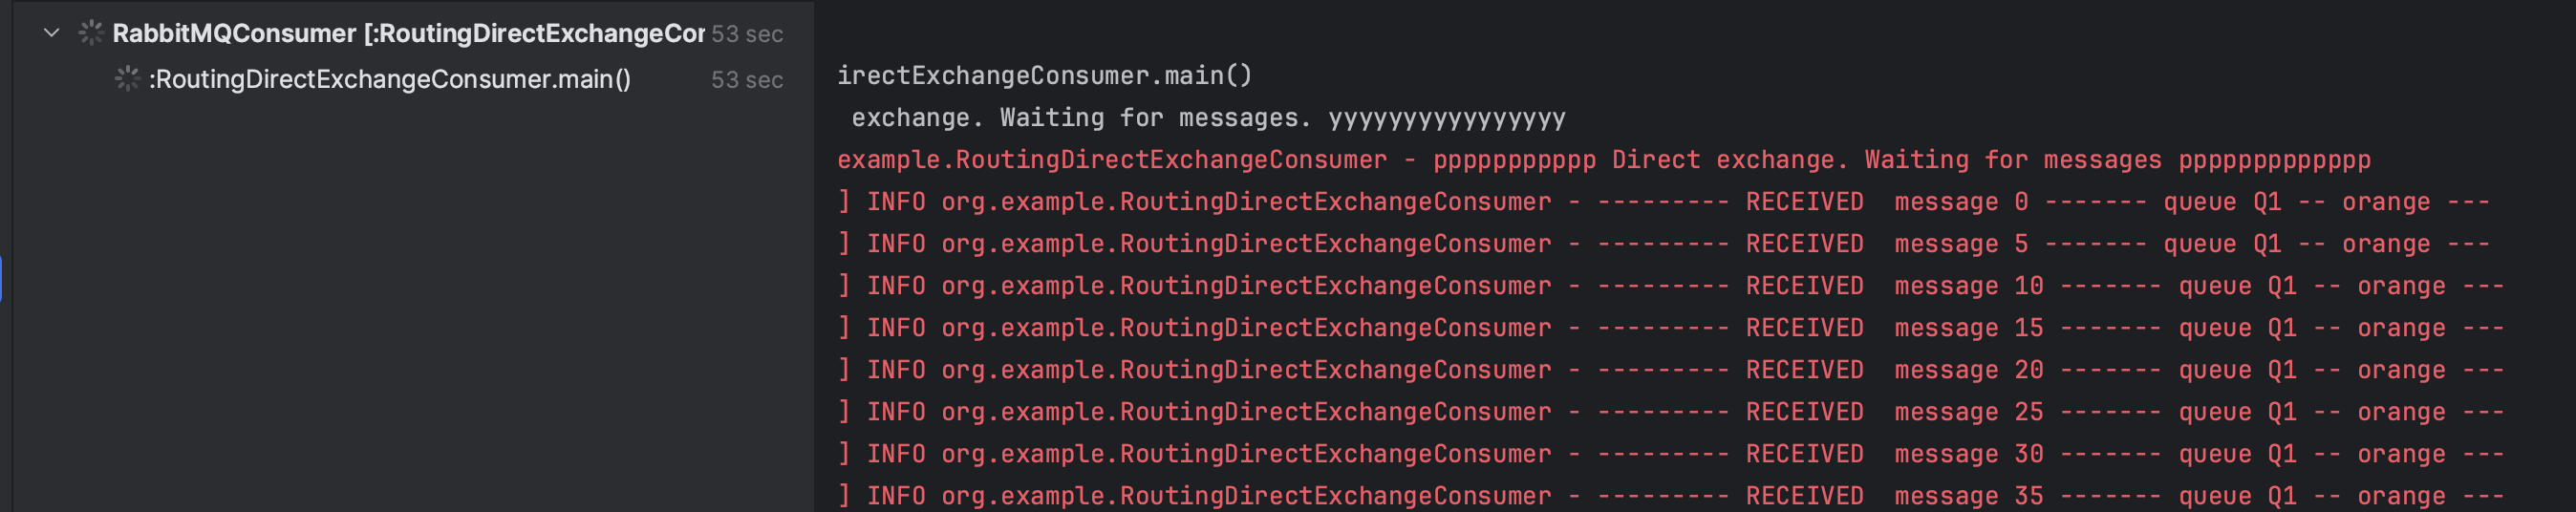 RabbitMQConsumer [:RoutingDirectExchangeCor 53 sec
:RoutingDirectExchangeConsumer.main() 53 sec
irectExchangeConsumer.main()
exchange. Waiting for messages. yyyyyyyyyyyyyyyy
example.RoutingDirectExchangeConsumer - ppppppppppp Direct exchange. Waiting for messages ppppppppppppp
] INFO org.example.RoutingDirectExchangeConsumer - --------- RECEIVED  message 0 ------- queue Q1 -- orange ---
] INFO org.example.RoutingDirectExchangeConsumer - --------- RECEIVED  message 5 ------- queue Q1 -- orange ---
] INFO org.example.RoutingDirectExchangeConsumer - --------- RECEIVED  message 10 ------- queue Q1 -- orange ---
] INFO org.example.RoutingDirectExchangeConsumer - --------- RECEIVED  message 15 ------- queue Q1 -- orange ---
] INFO org.example.RoutingDirectExchangeConsumer - --------- RECEIVED  message 20 ------- queue Q1 -- orange ---
] INFO org.example.RoutingDirectExchangeConsumer - --------- RECEIVED  message 25 ------- queue Q1 -- orange ---
] INFO org.example.RoutingDirectExchangeConsumer - --------- RECEIVED  message 30 ------- queue Q1 -- orange ---
] INFO org.example.RoutingDirectExchangeConsumer - --------- RECEIVED  message 35 ------- queue Q1 -- orange ---